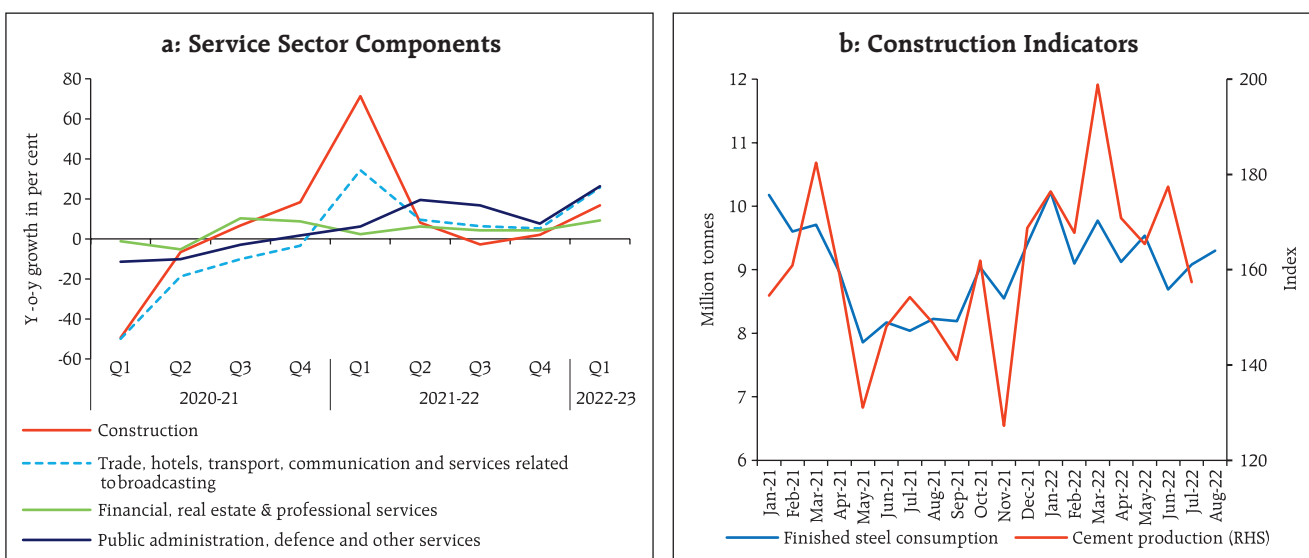 a: Service Sector Components
Y-o-y growth in per cent
80
60
40
20
0
-20
-40
-60
Q1 Q2 Q3 Q4 Q1 Q2 Q3 Q4 Q1
2020-21 2021-22 2022-23
Construction
Trade, hotels, transport, communication and services related
to broadcasting
Financial, real estate & professional services
Public administration, defence and other services
b: Construction Indicators
Million tonnes
12
11
10
9
8
7
6
200
180
160
140
120
Index
Jan-21 Feb-21 Mar-21 Apr-21 May-21 Jun-21 Jul-21 Aug-21 Sep-21 Oct-21 Nov-21 Dec-21 Jan-22 Feb-22 Mar-22 Apr-22 May-22 Jun-22 Jul-22 Aug-22
Finished steel consumption Cement production (RHS)